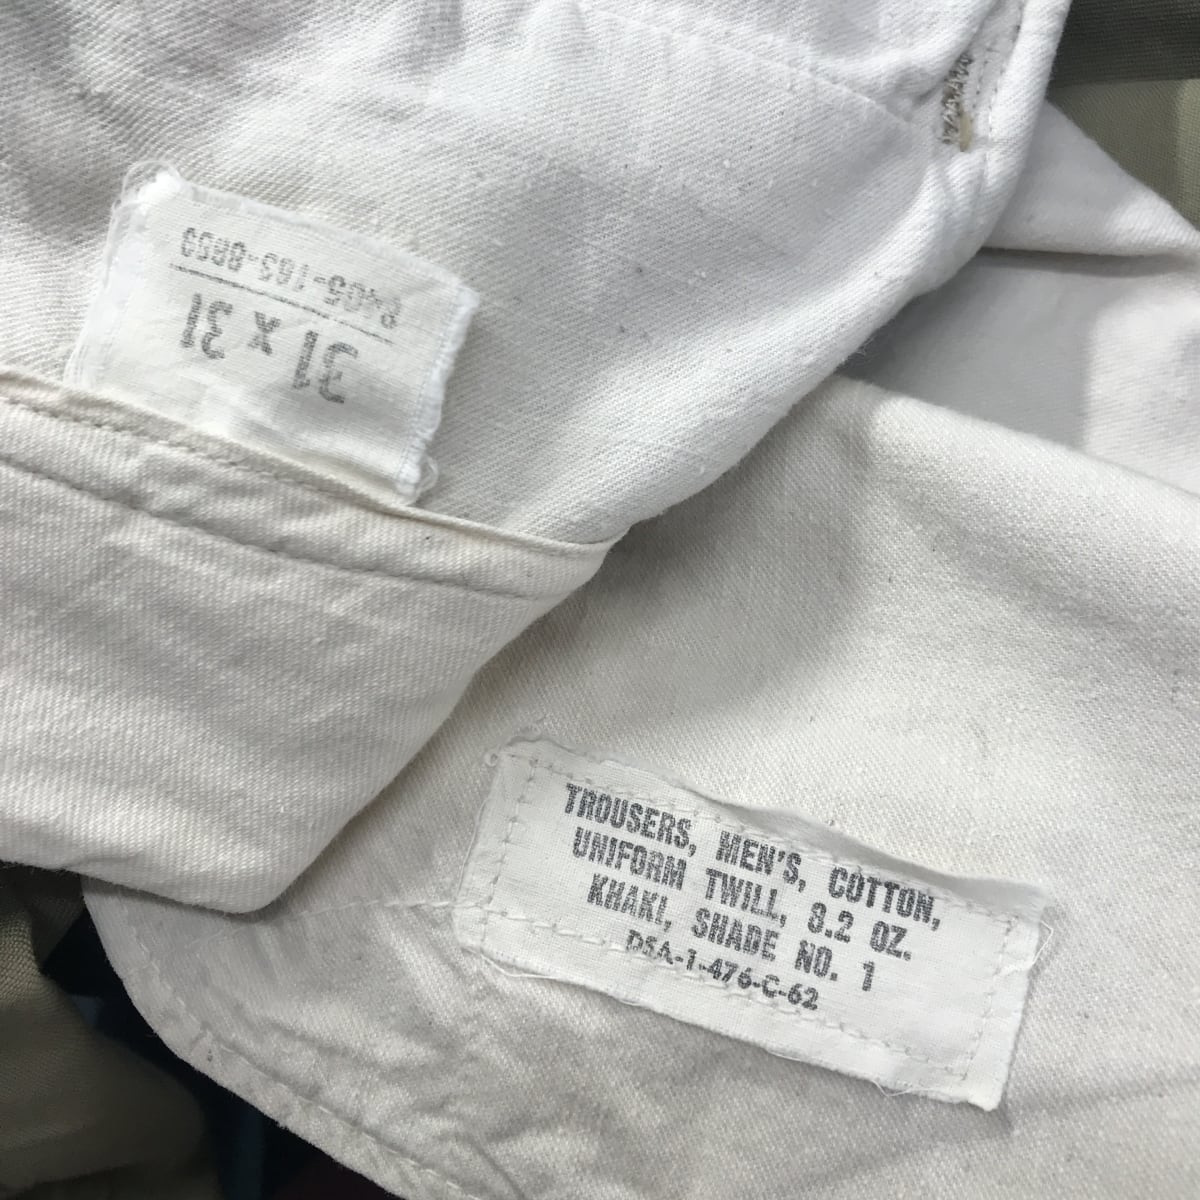 31 x 31
8405-163-8853
TROUSERS, MEN'S, COTTON,
UNIFORM TWILL, 8.2 OZ.
KHAKI, SHADE NO. 1
DSA-1-476-C-62